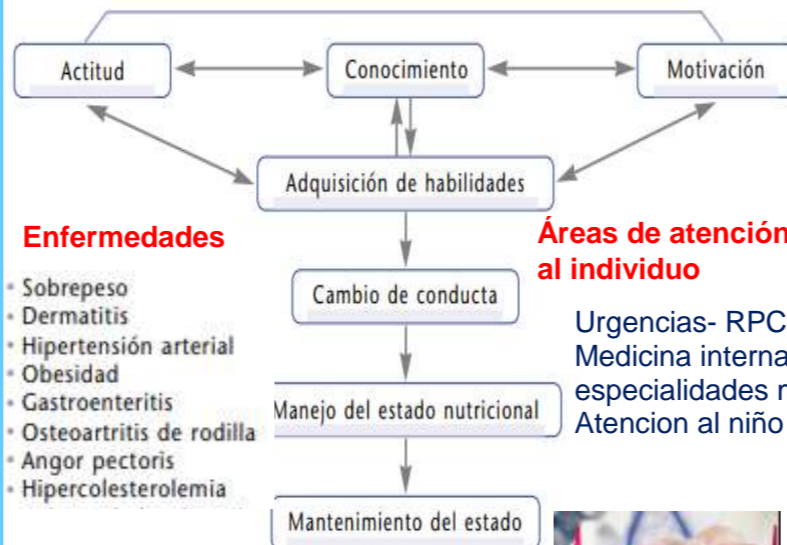 Actitud
Conocimiento
Motivación
Adquisición de habilidades
Enfermedades
• Sobrepeso
• Dermatitis
• Hipertensión arterial
• Obesidad
• Gastroenteritis
• Osteoartritis de rodilla
• Angor pectoris
• Hipercolesterolemia
Cambio de conducta
Manejo del estado nutricional
Mantenimiento del estado
Áreas de atención
al individuo
Urgencias- RPC
Medicina interna
especialidades
Atencion al niño